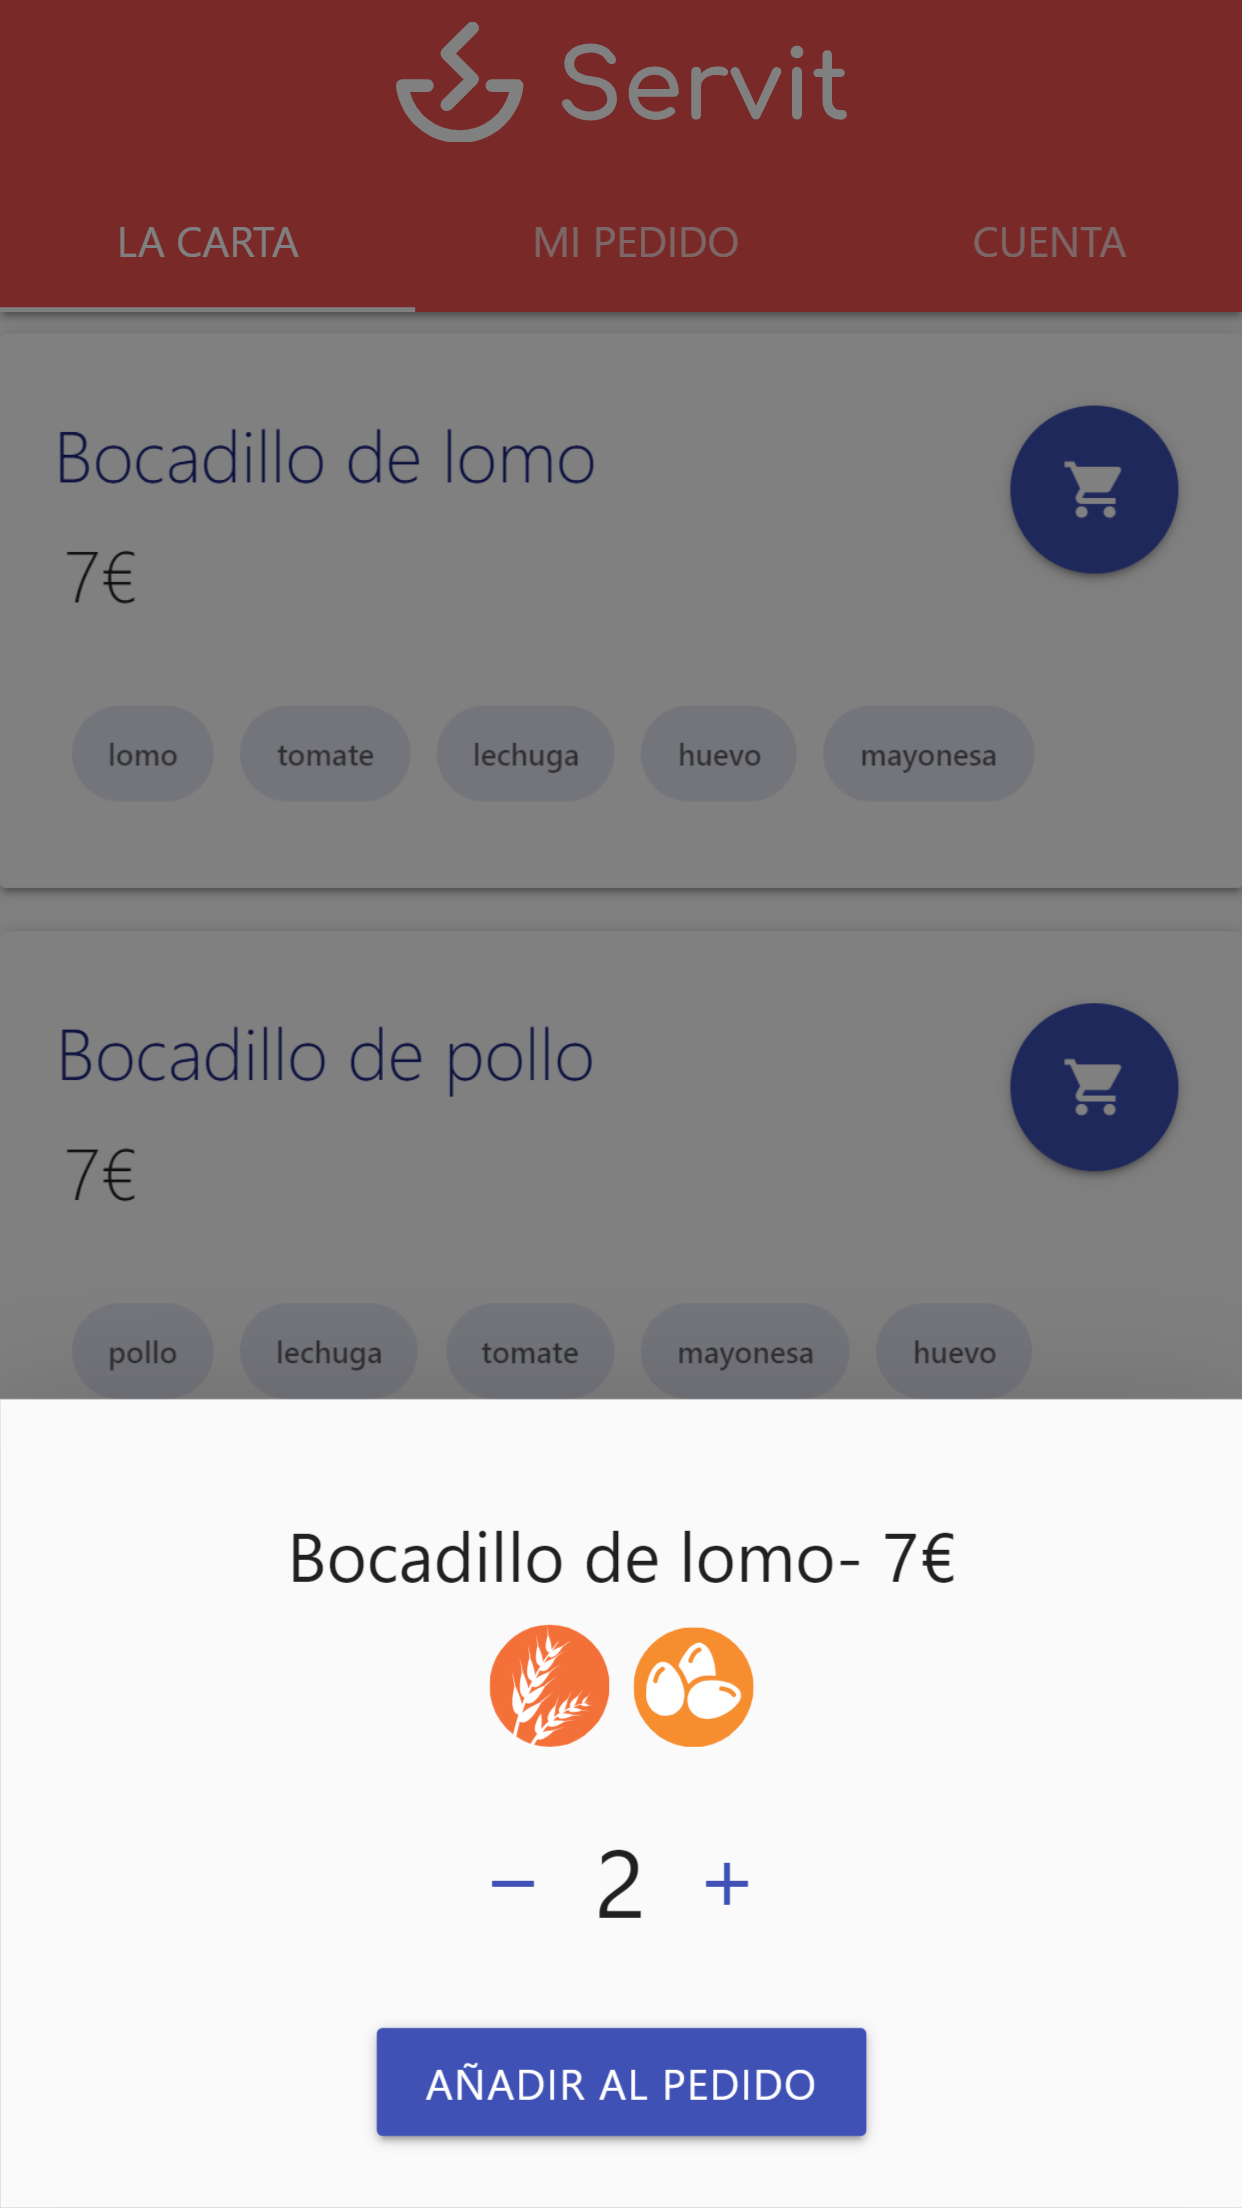 Servit
LA CARTA MI PEDIDO CUENTA
Bocadillo de lomo
7€
lomo tomate lechuga huevo mayonesa
Bocadillo de pollo
7€
pollo lechuga tomate mayonesa huevo
Bocadillo de lomo- 7€
− 2 +
AÑADIR AL PEDIDO